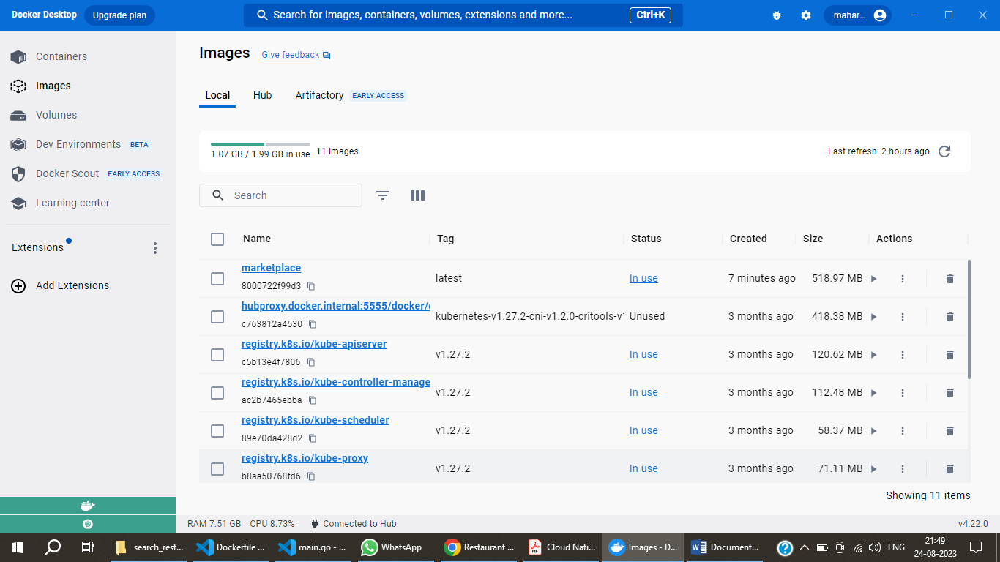 Docker Desktop
Upgrade plan
Search for images, containers, volumes, extensions and more...
Ctrl+K
mahar...
Containers
Images
Volumes
Dev Environments BETA
Docker Scout EARLY ACCESS
Learning center
Extensions
Add Extensions
Images
Give feedback
Local
Hub
Artifactory EARLY ACCESS
1.07 GB / 1.99 GB in use
11 images
Last refresh: 2 hours ago
Search
Name Tag Status Created Size Actions
marketplace
8000722f99d3
latest In use 7 minutes ago 518.97 MB
hubproxy.docker.internal:5555/docker/
c763812a4530
kubernetes-v1.27.2-cni-v1.2.0-critools-v Unused 3 months ago 418.38 MB
registry.k8s.io/kube-apiserver
c5b13e4f7806
v1.27.2 In use 3 months ago 120.62 MB
registry.k8s.io/kube-controller-manage
ac2b7465ebba
v1.27.2 In use 3 months ago 112.48 MB
registry.k8s.io/kube-scheduler
89e70da428d2
v1.27.2 In use 3 months ago 58.37 MB
registry.k8s.io/kube-proxy
b8aa50768fd6
v1.27.2 In use 3 months ago 71.11 MB
Showing 11 items
RAM 7.51 GB CPU 8.73% Connected to Hub
v4.22.0
search_rest...
Dockerfile ...
main.go - ...
WhatsApp
Restaurant ...
Cloud Nati...
Images - D...
Document...
ENG
21:49
24-08-2023